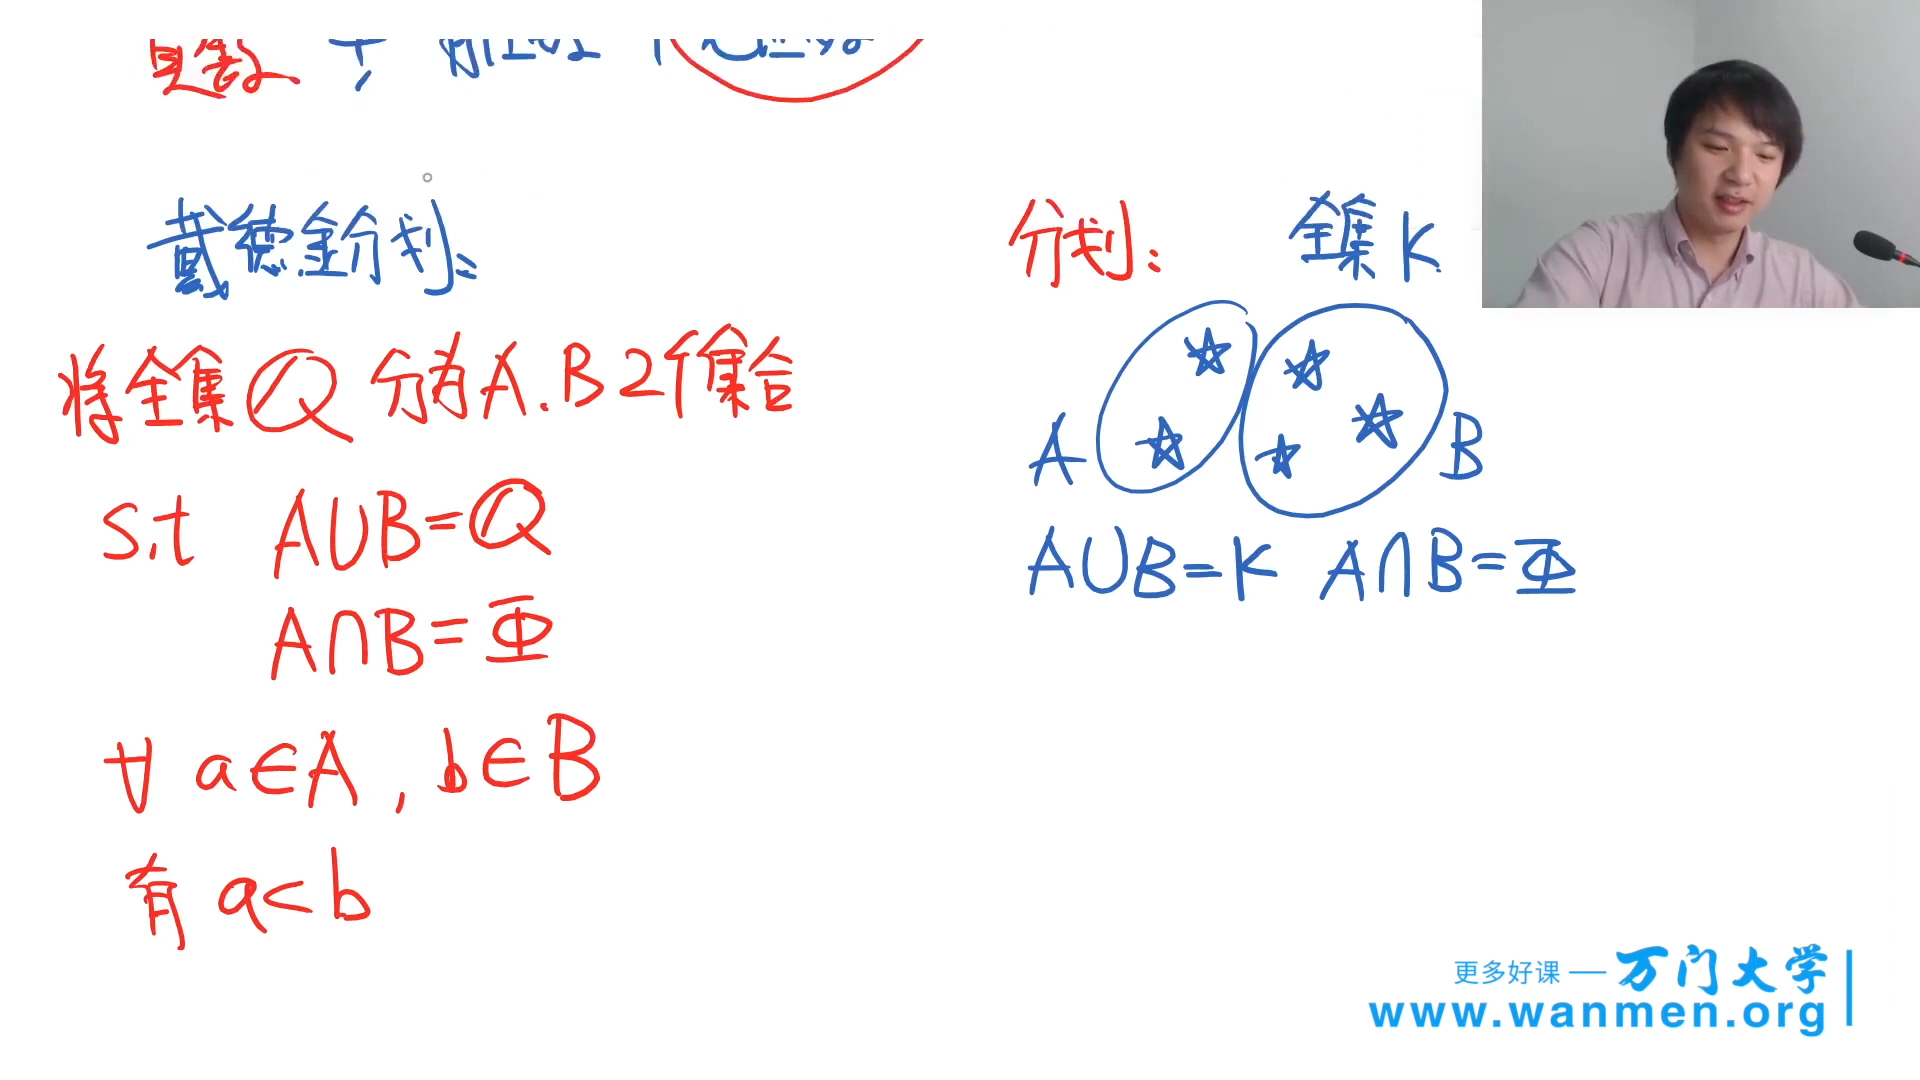 戴德金分划:
将全集Q分为A.B2个集合
s.t A∪B=Q
A∩B=Φ
∀ a∈A , b∈B
有 a<b
分划: 全集K
A B
A∪B=K A∩B=Φ
更多好课 — 万门大学
www.wanmen.org